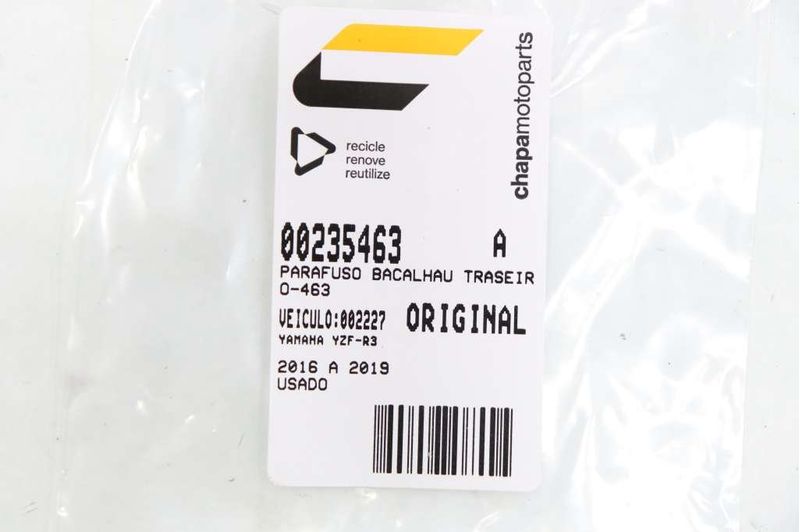 chapamotoparts
recicle
renove
reutilize
00235463 A
PARAFUSO BACALHAU TRASEIR
O-463
VEICULO:002227 ORIGINAL
YAMAHA YZF-R3
2016 A 2019
USADO